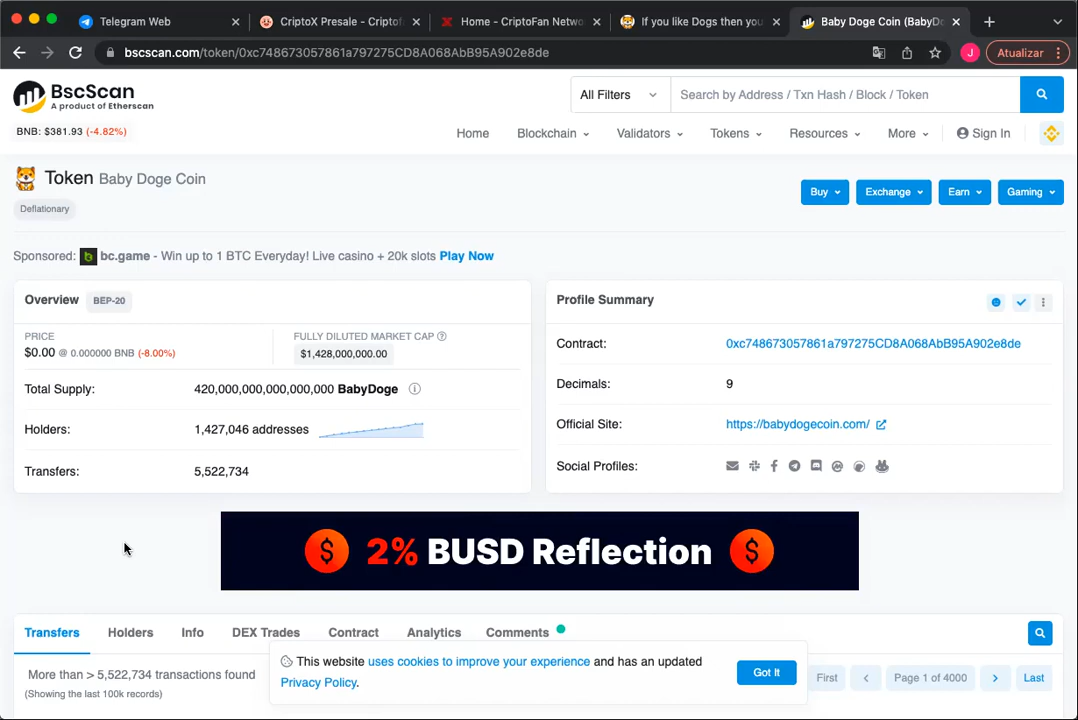 Telegram Web
CriptoX Presale - Criptof
Home - CriptoFan Netwo
If you like Dogs then you
Baby Doge Coin (BabyD
bscscan.com/token/0xc748673057861a797275CD8A068AbB95A902e8de
J
Atualizar
BscScan
A product of Etherscan
All Filters
Search by Address / Txn Hash / Block / Token
BNB: $381.93 (-4.82%)
Home
Blockchain
Validators
Tokens
Resources
More
Sign In
Token Baby Doge Coin
Buy
Exchange
Earn
Gaming
Deflationary
Sponsored: bc.game - Win up to 1 BTC Everyday! Live casino + 20k slots Play Now
Overview BEP-20
PRICE
$0.00 @ 0.000000 BNB (-8.00%)
FULLY DILUTED MARKET CAP
$1,428,000,000.00
Total Supply: 420,000,000,000,000,000 BabyDoge
Holders: 1,427,046 addresses
Transfers: 5,522,734
Profile Summary
Contract: 0xc748673057861a797275CD8A068AbB95A902e8de
Decimals: 9
Official Site: https://babydogecoin.com/
Social Profiles:
$ 2% BUSD Reflection $
Transfers
Holders
Info
DEX Trades
Contract
Analytics
Comments
More than > 5,522,734 transactions found
(Showing the last 100k records)
First
Page 1 of 4000
Last
This website uses cookies to improve your experience and has an updated
Privacy Policy.
Got It